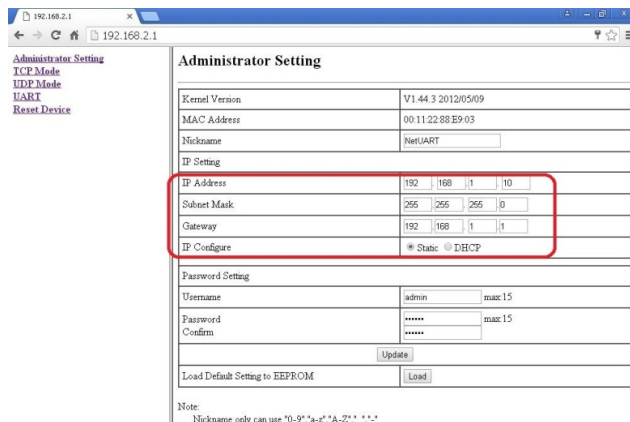 192.168.2.1
192.168.2.1
Administrator Setting
TCP Mode
UDP Mode
UART
Reset Device
Administrator Setting
Kernel Version V1.44.3 2012/05/09
MAC Address 00:11:22:88:E9:03
Nickname NetUART
IP Setting
IP Address 192 . 168 . 1 . 10
Subnet Mask 255 . 255 . 255 . 0
Gateway 192 . 168 . 1 . 1
IP Configure Static DHCP
Password Setting
Username admin max:15
Password •••••• max:15
Confirm ••••••
Update
Load Default Setting to EEPROM Load
Note:
Nickname only can use "0-9","a-z","A-Z"," ","_","-"